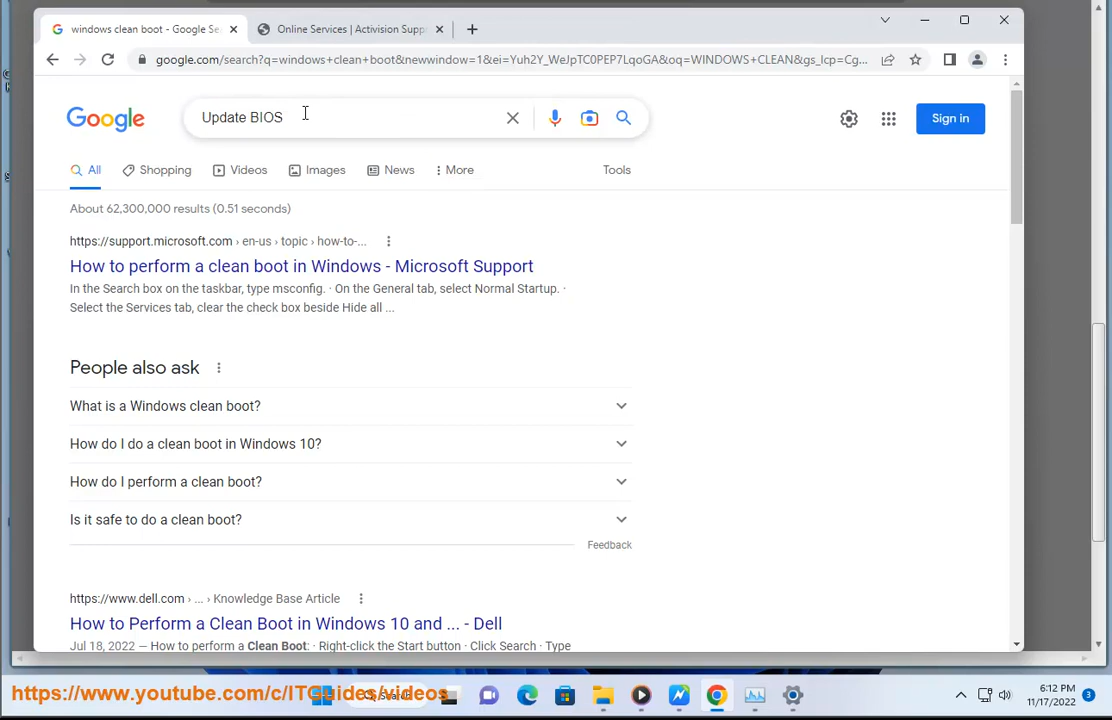 windows clean boot - Google Se
Online Services | Activision Supp
google.com/search?q=windows+clean+boot&newwindow=1&ei=Yuh2Y_WeJpTC0PEP7LqoGA&oq=WINDOWS+CLEAN&gs_lcp=Cg...
Google
Update BIOS
Sign in
All
Shopping
Videos
Images
News
More
Tools
About 62,300,000 results (0.51 seconds)
https://support.microsoft.com › en-us › topic › how-to-...
How to perform a clean boot in Windows - Microsoft Support
In the Search box on the taskbar, type msconfig. · On the General tab, select Normal Startup. ·
Select the Services tab, clear the check box beside Hide all ...
People also ask
What is a Windows clean boot?
How do I do a clean boot in Windows 10?
How do I perform a clean boot?
Is it safe to do a clean boot?
Feedback
https://www.dell.com › ... › Knowledge Base Article
How to Perform a Clean Boot in Windows 10 and ... - Dell
Jul 18, 2022 — How to perform a Clean Boot: · Right-click the Start button · Click Search · Type
https://www.youtube.com/c/ITGuides/videos
6:12 PM
11/17/2022
3